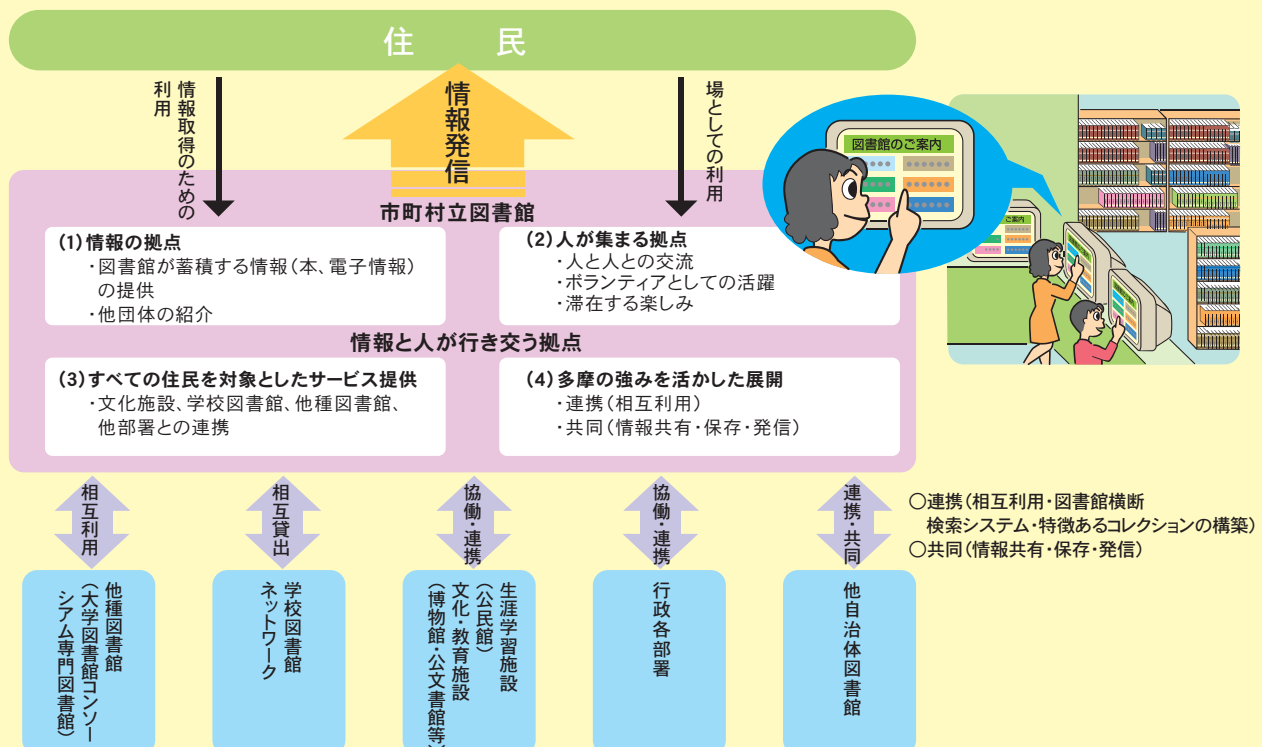 住民
情報取得のための
利用
情報発信
場としての利用
図書館のご案内
ご案内
市町村立図書館
(1)情報の拠点
・図書館が蓄積する情報(本、電子情報)
の提供
・他団体の紹介
(2)人が集まる拠点
・人と人との交流
・ボランティアとしての活躍
・滞在する楽しみ
情報と人が行き交う拠点
(3)すべての住民を対象としたサービス提供
・文化施設、学校図書館、他種図書館、
他部署との連携
(4)多摩の強みを活かした展開
・連携(相互利用)
・共同(情報共有・保存・発信)
相互利用
相互貸出
協働・連携
協働・連携
連携・共同
○連携(相互利用・図書館横断
検索システム・特徴あるコレクションの構築)
○共同(情報共有・保存・発信)
他種図書館
(大学図書館コンソー
シアム専門図書館)
学校図書館
ネットワーク
生涯学習施設
(公民館)
文化・教育施設
(博物館・公文書館等)
行政各部署
他自治体図書館